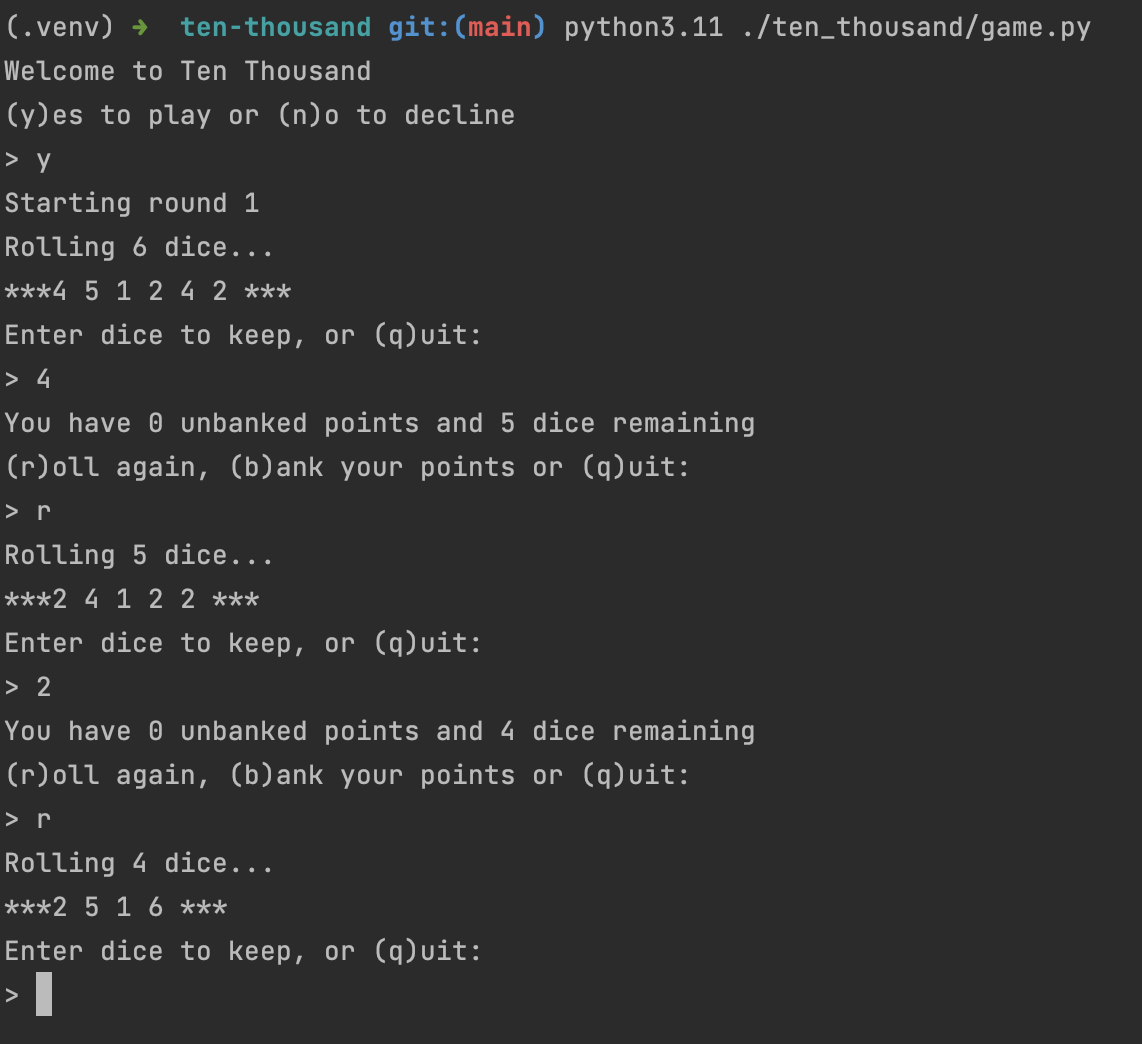 (.venv) ➜  ten-thousand git:(main) python3.11 ./ten_thousand/game.py
Welcome to Ten Thousand
(y)es to play or (n)o to decline
> y
Starting round 1
Rolling 6 dice...
***4 5 1 2 4 2 ***
Enter dice to keep, or (q)uit:
> 4
You have 0 unbanked points and 5 dice remaining
(r)oll again, (b)ank your points or (q)uit:
> r
Rolling 5 dice...
***2 4 1 2 2 ***
Enter dice to keep, or (q)uit:
> 2
You have 0 unbanked points and 4 dice remaining
(r)oll again, (b)ank your points or (q)uit:
> r
Rolling 4 dice...
***2 5 1 6 ***
Enter dice to keep, or (q)uit:
>